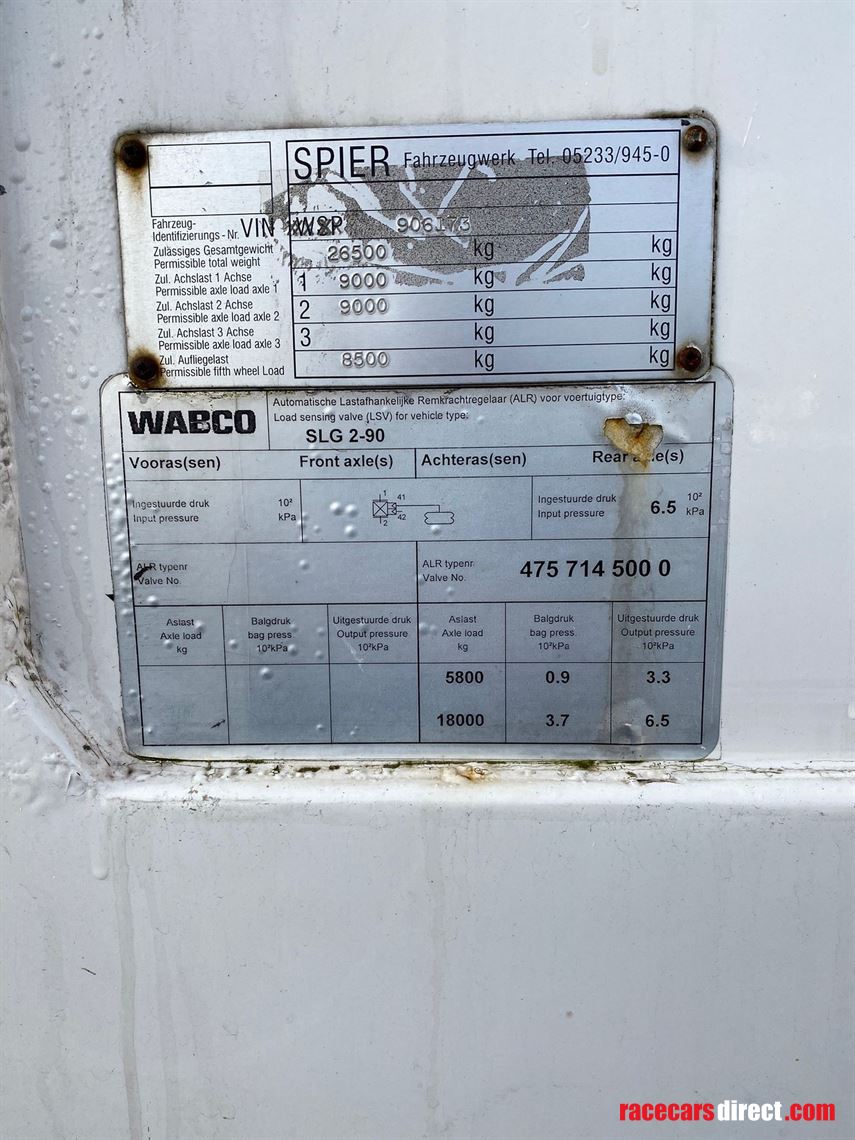 SPIER Fahrzeugwerk Tel. 05233/945-0
Fahrzeug-
Identifizierungs - Nr. VIN WSP 906173
Zulässiges Gesamtgewicht
Permissible total weight 26500 kg kg
Zul. Achslast 1 Achse
Permissible axle load axle 1 1 9000 kg kg
Zul. Achslast 2 Achse
Permissible axle load axle 2 2 9000 kg kg
Zul. Achslast 3 Achse
Permissible axle load axle 3 3 kg kg
Zul. Aufliegelast
Permissible fifth wheel Load 8500 kg kg
WABCO
Automatische Lastafhankelijke Remkrachtregelaar (ALR) voor voertuigtype:
Load sensing valve (LSV) for vehicle type:
SLG 2-90
Vooras(sen) Front axle(s) Achteras(sen) Rear axle(s)
Ingestuurde druk 10²
Input pressure kPa
1 41
42
2
Ingestuurde druk 10²
Input pressure 6.5 kPa
ALR typenr
Valve No.
ALR typenr
Valve No. 475 714 500 0
Aslast Balgdruk Uitgestuurde druk Aslast Balgdruk Uitgestuurde druk
Axle load bag press. Output pressure Axle load bag press. Output pressure
kg 10²kPa 10²kPa kg 10²kPa 10²kPa
5800 0.9 3.3
18000 3.7 6.5
racecarsdirect.com